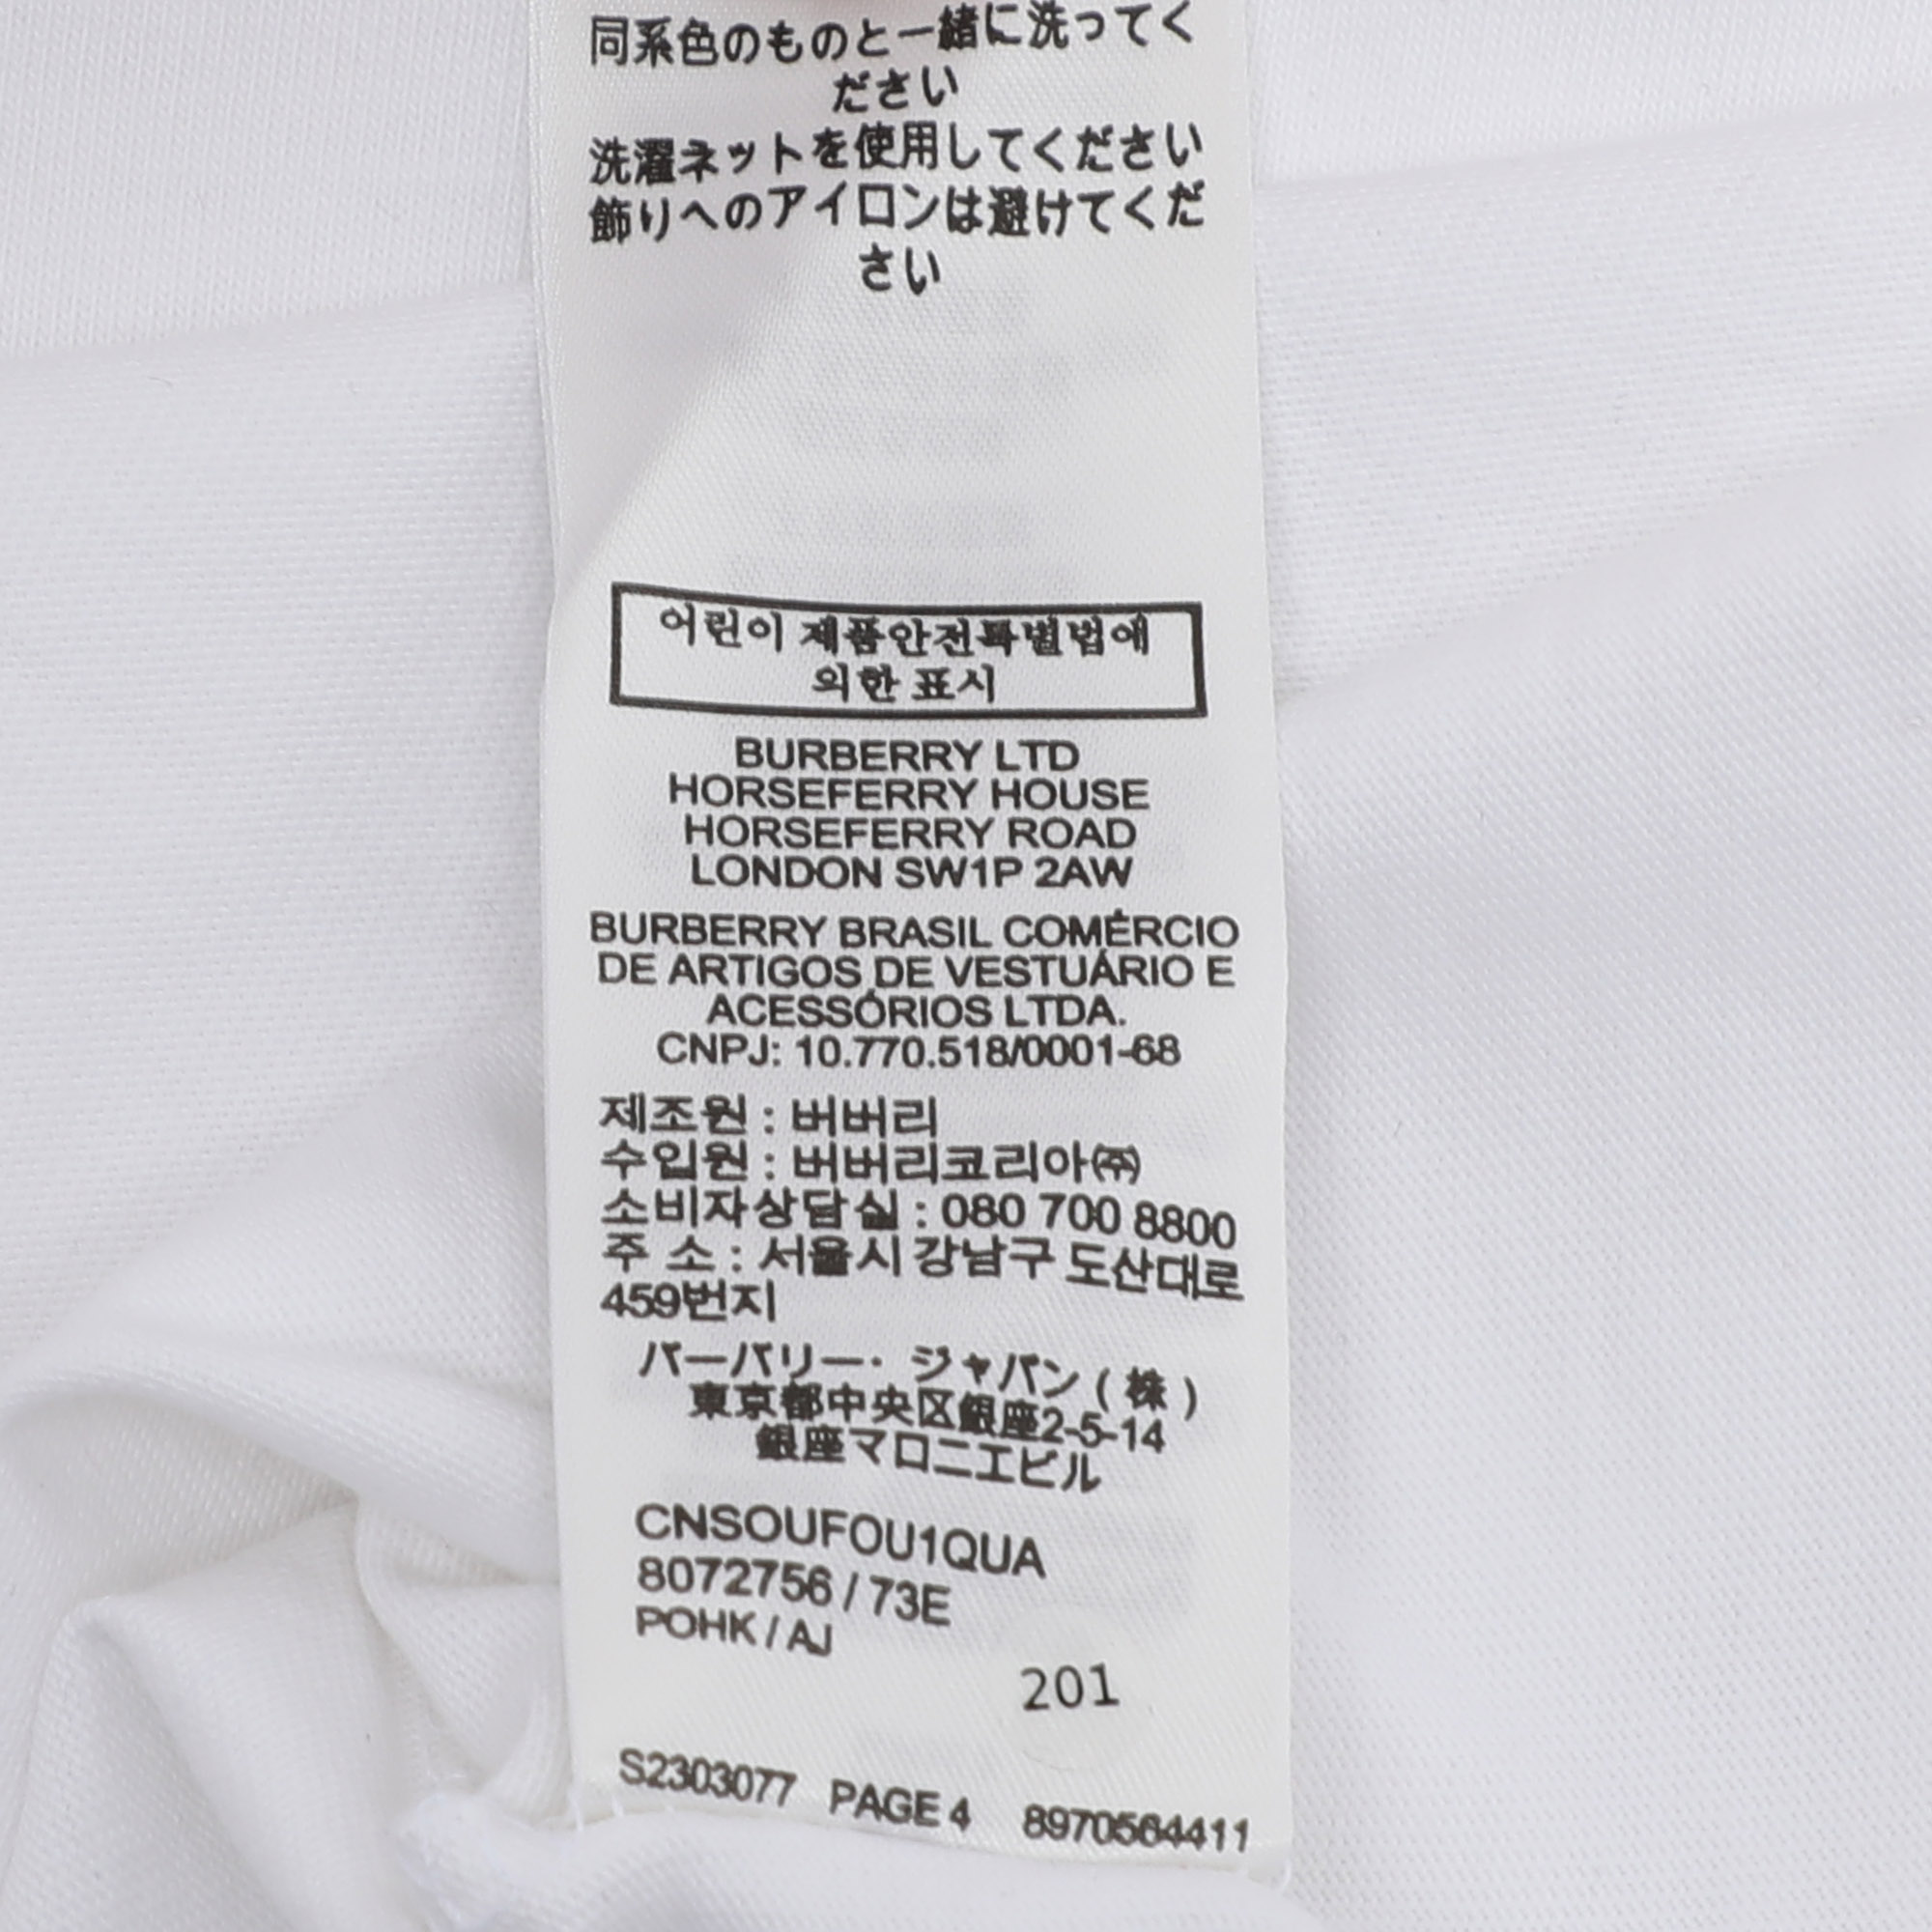 同系色のものと一緒に洗ってく
ださい
洗濯ネットを使用してください
飾りへのアイロンは避けてくだ
さい
어린이 제품안전특별법에
의한 표시
BURBERRY LTD
HORSEFERRY HOUSE
HORSEFERRY ROAD
LONDON SW1P 2AW
BURBERRY BRASIL COMÉRCIO
DE ARTIGOS DE VESTUÁRIO E
ACESSÓRIOS LTDA.
CNPJ: 10.770.518/0001-68
제조원 : 버버리
수입원 : 버버리코리아㈜
소비자상담실 : 080 700 8800
주 소 : 서울시 강남구 도산대로
459번지
バーバリー・ジャパン(株)
東京都中央区銀座2-5-14
銀座マロニエビル
CNSOUFOU1QUA
8072756 / 73E
POHK / AJ
201
S2303077 PAGE 4 8970564411